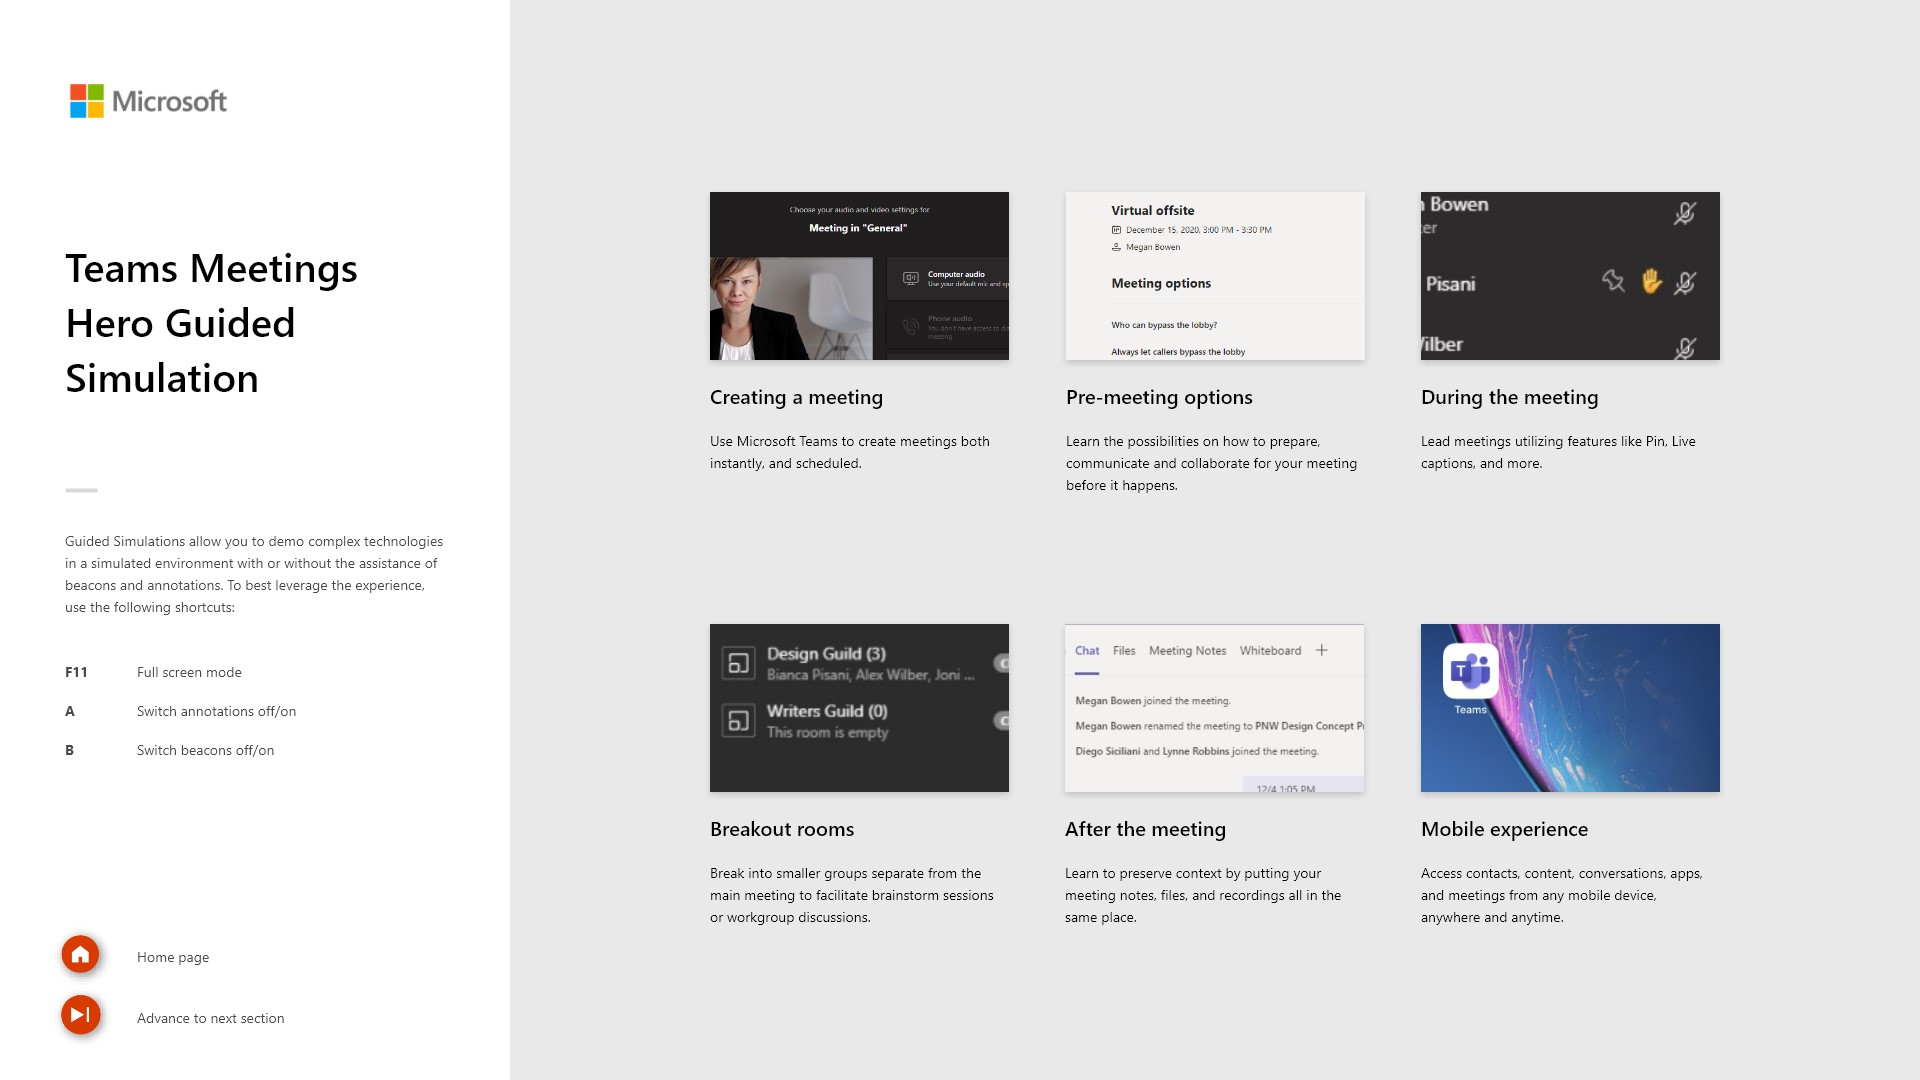 Microsoft
Teams Meetings
Hero Guided
Simulation
Guided Simulations allow you to demo complex technologies
in a simulated environment with or without the assistance of
beacons and annotations. To best leverage the experience,
use the following shortcuts:
F11 Full screen mode
A Switch annotations off/on
B Switch beacons off/on
Home page
Advance to next section
Choose your audio and video settings for
Meeting in "General"
Computer audio
Use your default mic and
Phone audio
You don't have access to
meeting
Creating a meeting
Use Microsoft Teams to create meetings both
instantly, and scheduled.
Virtual offsite
December 15, 2020, 3:00 PM - 3:30 PM
Megan Bowen
Meeting options
Who can bypass the lobby?
Always let callers bypass the lobby
Pre-meeting options
Learn the possibilities on how to prepare,
communicate and collaborate for your meeting
before it happens.
Bowen
Pisani
During the meeting
Lead meetings utilizing features like Pin, Live
captions, and more.
Design Guild (3)
Bianca Pisani, Alex Wilber, Joni ...
Writers Guild (0)
This room is empty
Breakout rooms
Break into smaller groups separate from the
main meeting to facilitate brainstorm sessions
or workgroup discussions.
Chat Files Meeting Notes Whiteboard +
Megan Bowen joined the meeting.
Megan Bowen renamed the meeting to PNW Design Concept
Diego Siciliani and Lynne Robbins joined the meeting.
12/4 1:05 PM
After the meeting
Learn to preserve context by putting your
meeting notes, files, and recordings all in the
same place.
T
Teams
Mobile experience
Access contacts, content, conversations, apps,
and meetings from any mobile device,
anywhere and anytime.